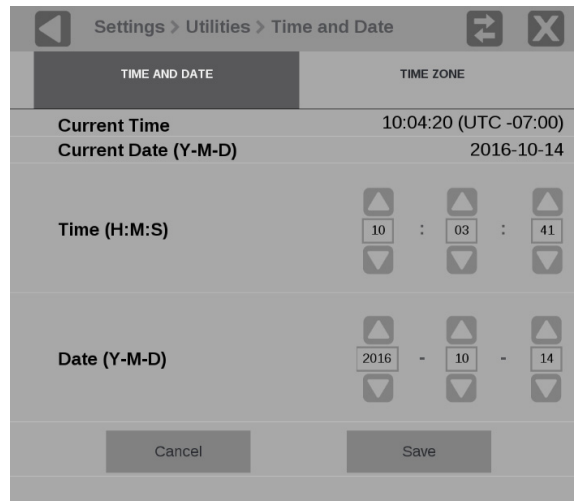 Settings > Utilities > Time and Date
TIME AND DATE TIME ZONE
Current Time 10:04:20 (UTC -07:00)
Current Date (Y-M-D) 2016-10-14
Time (H:M:S) 10 : 03 : 41
Date (Y-M-D) 2016 - 10 - 14
Cancel Save